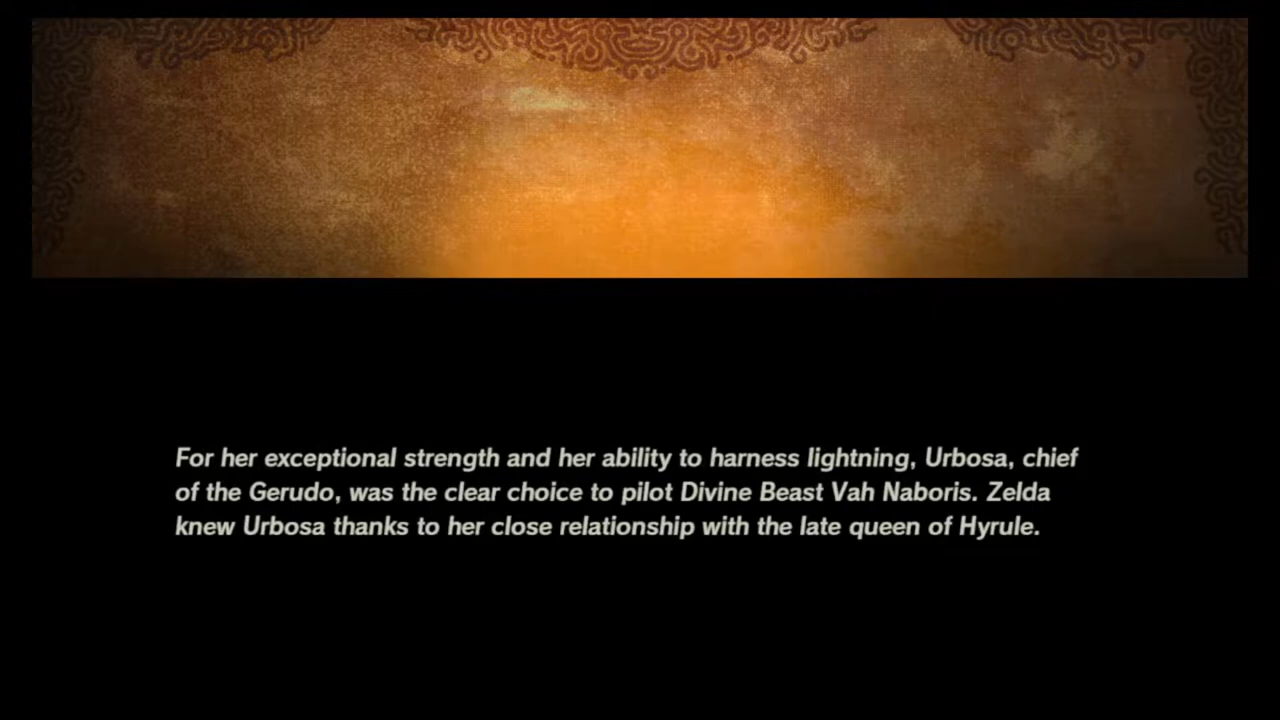 For her exceptional strength and her ability to harness lightning, Urbosa, chief
of the Gerudo, was the clear choice to pilot Divine Beast Vah Naboris. Zelda
knew Urbosa thanks to her close relationship with the late queen of Hyrule.